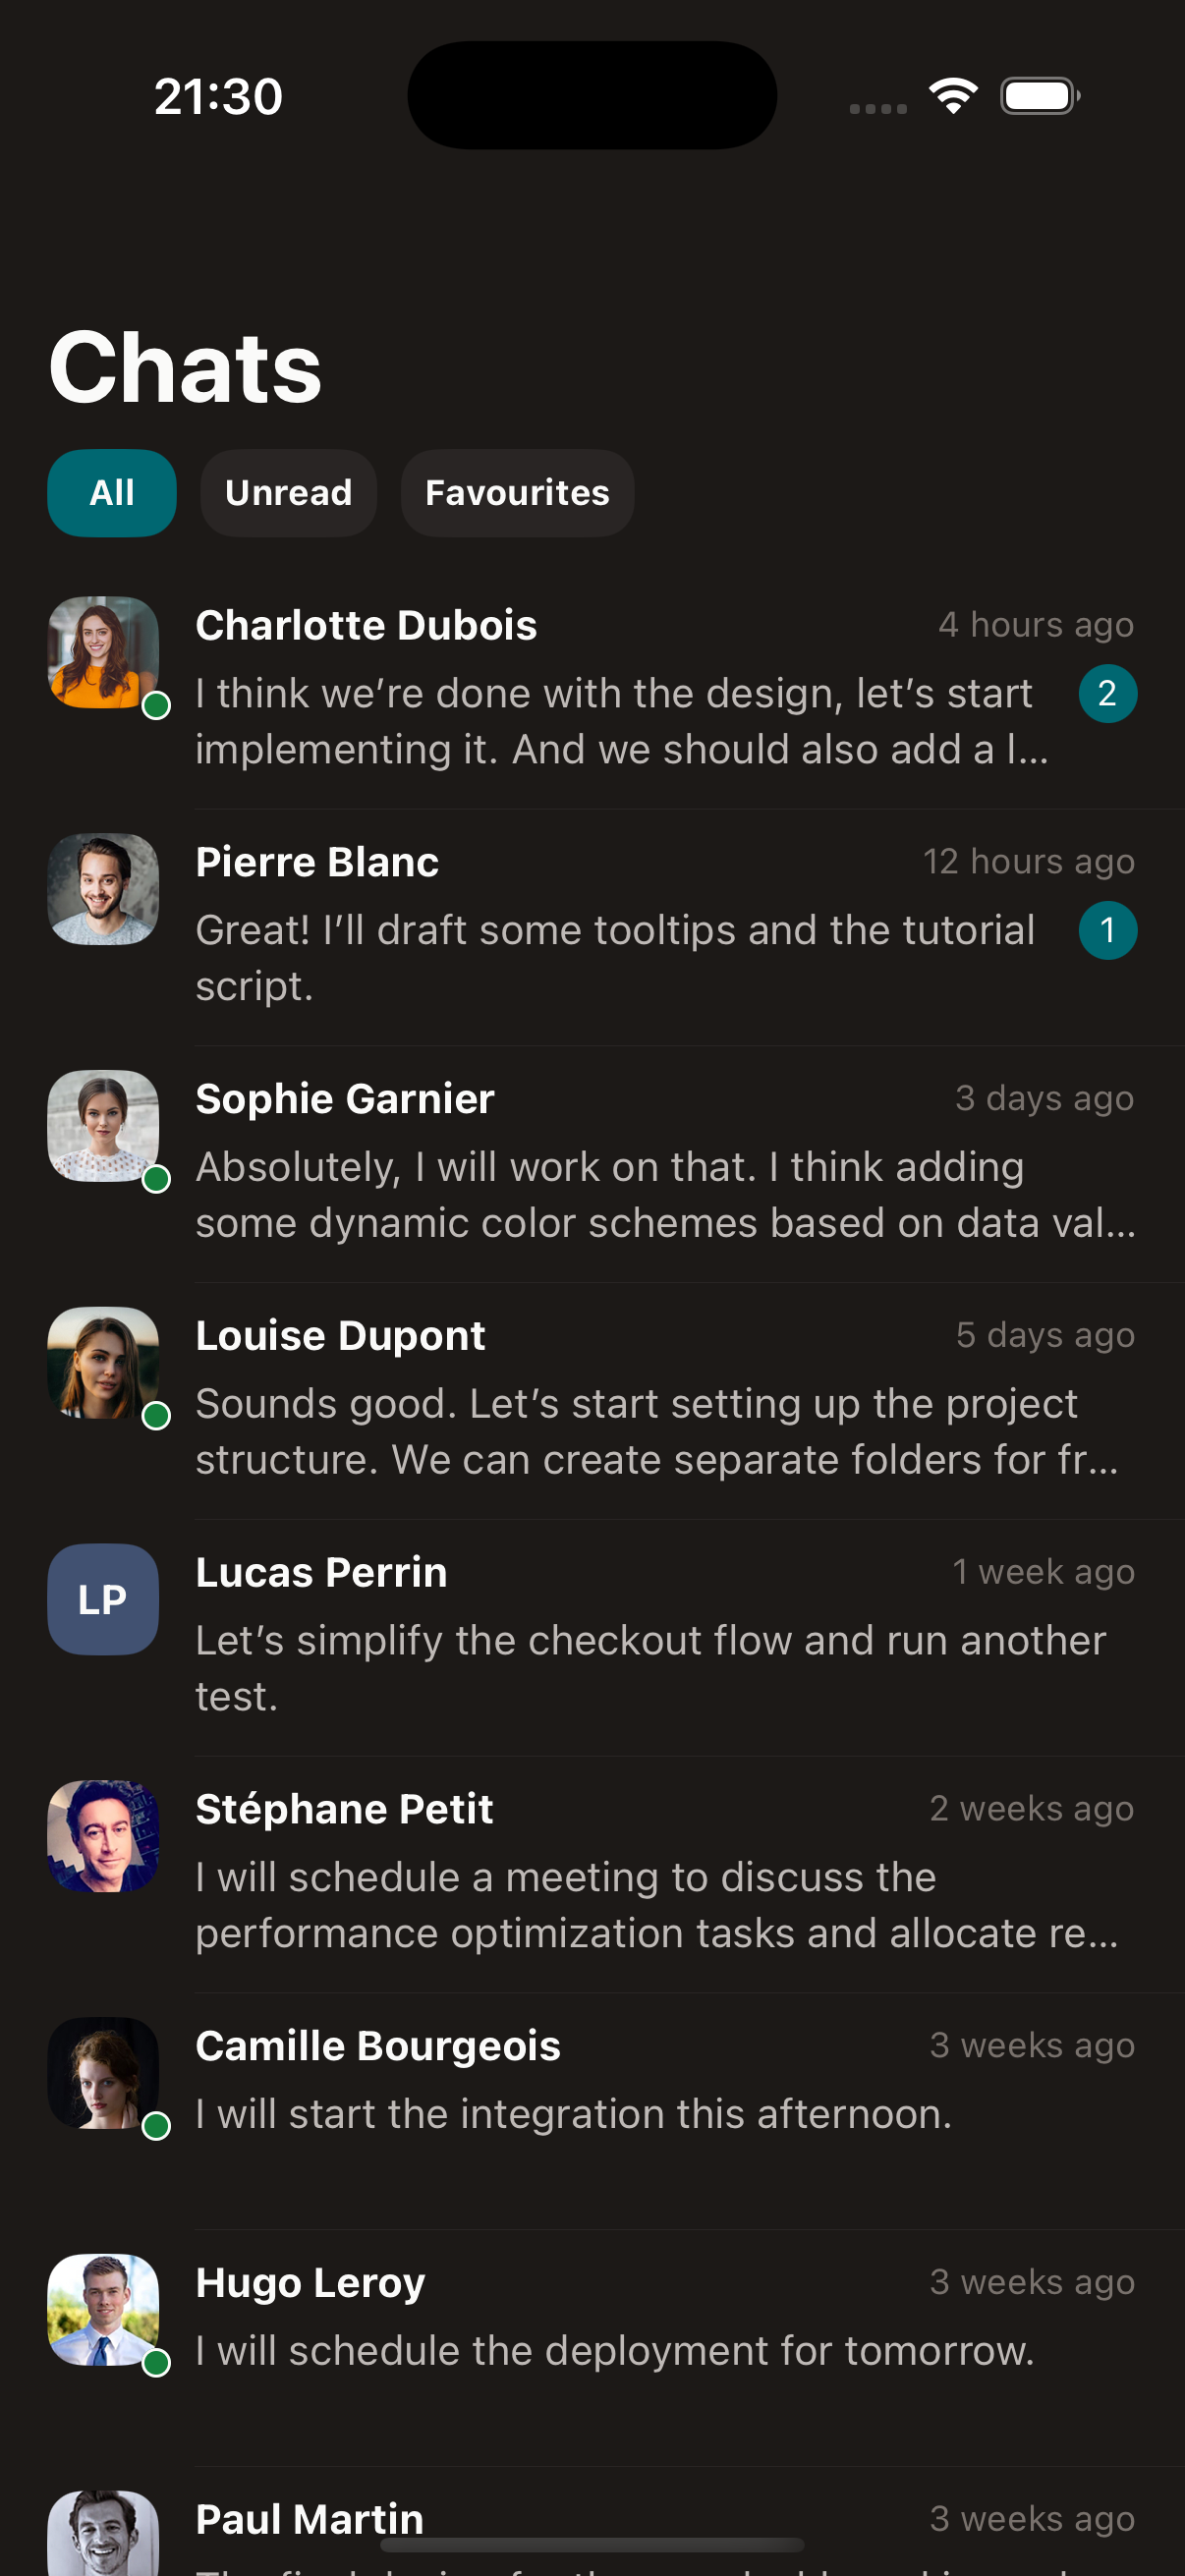 21:30
Chats
All
Unread
Favourites
Charlotte Dubois
4 hours ago
I think we’re done with the design, let’s start
2
implementing it. And we should also add a l...
Pierre Blanc
12 hours ago
Great! I’ll draft some tooltips and the tutorial
1
script.
Sophie Garnier
3 days ago
Absolutely, I will work on that. I think adding
some dynamic color schemes based on data val...
Louise Dupont
5 days ago
Sounds good. Let’s start setting up the project
structure. We can create separate folders for fr...
LP
Lucas Perrin
1 week ago
Let’s simplify the checkout flow and run another
test.
Stéphane Petit
2 weeks ago
I will schedule a meeting to discuss the
performance optimization tasks and allocate re...
Camille Bourgeois
3 weeks ago
I will start the integration this afternoon.
Hugo Leroy
3 weeks ago
I will schedule the deployment for tomorrow.
Paul Martin
3 weeks ago